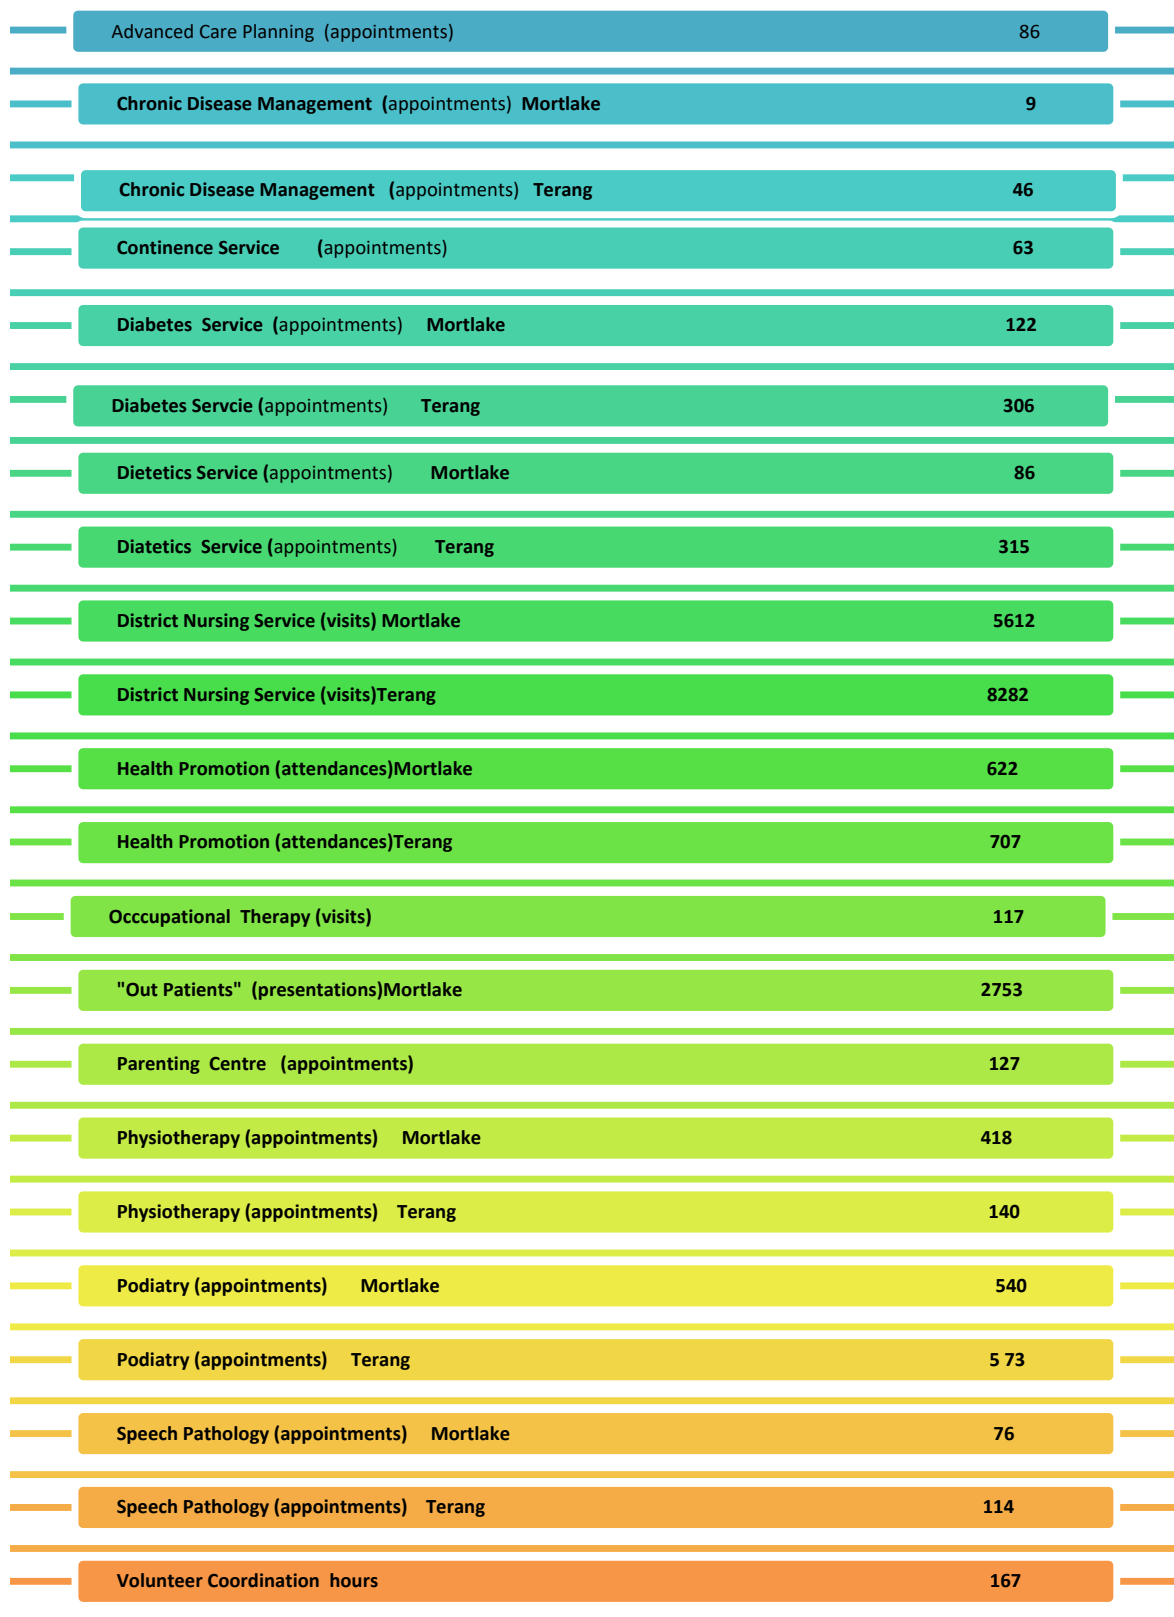 Advanced Care Planning (appointments) 86
Chronic Disease Management (appointments) Mortlake 9
Chronic Disease Management (appointments) Terang 46
Continence Service (appointments) 63
Diabetes Service (appointments) Mortlake 122
Diabetes Servcie (appointments) Terang 306
Dietetics Service (appointments) Mortlake 86
Diatetics Service (appointments) Terang 315
District Nursing Service (visits) Mortlake 5612
District Nursing Service (visits)Terang 8282
Health Promotion (attendances)Mortlake 622
Health Promotion (attendances)Terang 707
Occcupational Therapy (visits) 117
"Out Patients" (presentations)Mortlake 2753
Parenting Centre (appointments) 127
Physiotherapy (appointments) Mortlake 418
Physiotherapy (appointments) Terang 140
Podiatry (appointments) Mortlake 540
Podiatry (appointments) Terang 5 73
Speech Pathology (appointments) Mortlake 76
Speech Pathology (appointments) Terang 114
Volunteer Coordination hours 167